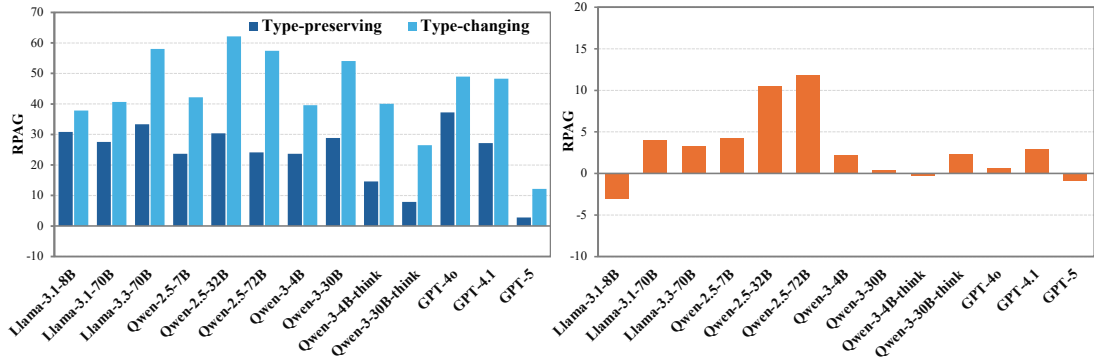 Type-preserving
Type-changing
RPAG
70
60
50
40
30
20
10
0
-10
Llama-3.1-8B
Llama-3.1-70B
Llama-3.3-70B
Qwen-2.5-7B
Qwen-2.5-32B
Qwen-2.5-72B
Qwen-3-4B
Qwen-3-30B
Qwen-3-4B-think
Qwen-3-30B-think
GPT-4o
GPT-4.1
GPT-5
RPAG
20
15
10
5
0
-5
-10
Llama-3.1-8B
Llama-3.1-70B
Llama-3.3-70B
Qwen-2.5-7B
Qwen-2.5-32B
Qwen-2.5-72B
Qwen-3-4B
Qwen-3-30B
Qwen-3-4B-think
Qwen-3-30B-think
GPT-4o
GPT-4.1
GPT-5